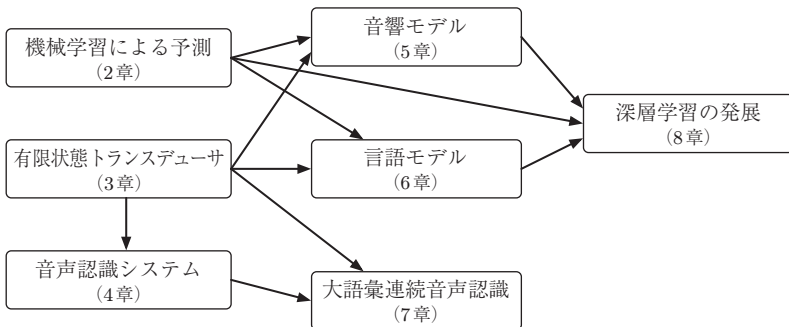 機械学習による予測
(2章)
音響モデル
(5章)
深層学習の発展
(8章)
有限状態トランスデューサ
(3章)
言語モデル
(6章)
音声認識システム
(4章)
大語彙連続音声認識
(7章)